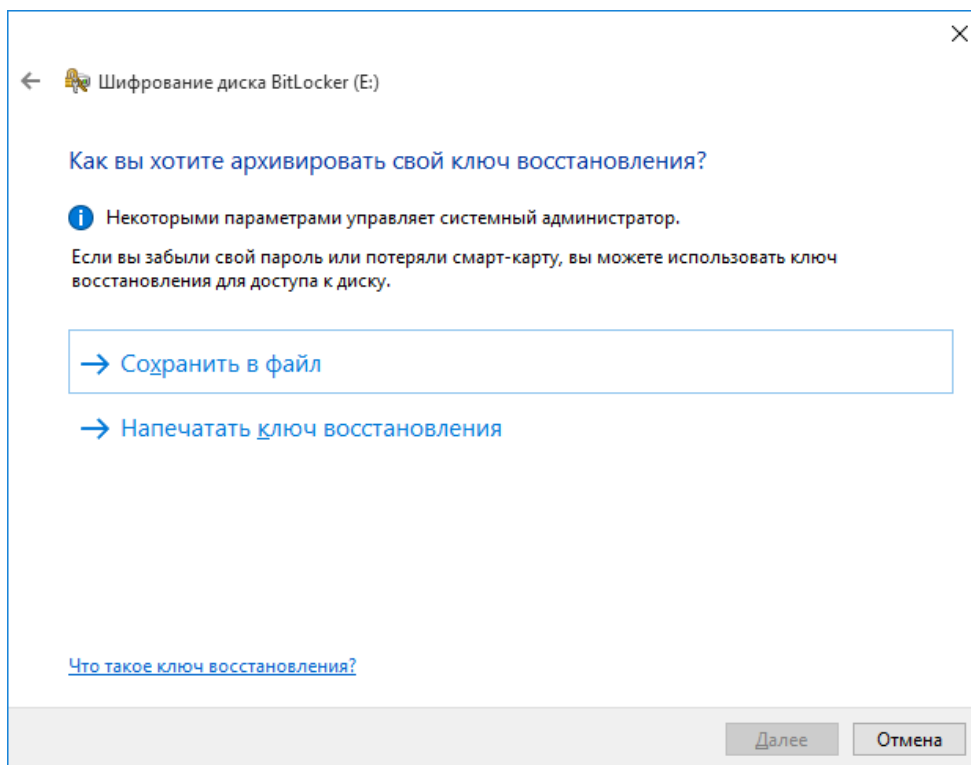 Шифрование диска BitLocker (E:)
Как вы хотите архивировать свой ключ восстановления?
Некоторыми параметрами управляет системный администратор.
Если вы забыли свой пароль или потеряли смарт-карту, вы можете использовать ключ
восстановления для доступа к диску.
Сохранить в файл
Напечатать ключ восстановления
Что такое ключ восстановления?
Далее
Отмена